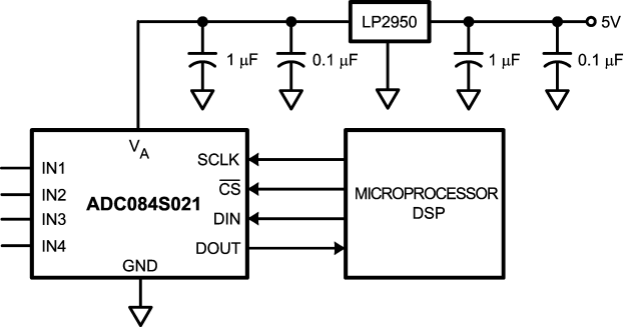 LP2950
5V
1 µF
0.1 µF
1 µF
0.1 µF
VA
IN1
IN2
IN3
IN4
ADC084S021
SCLK
C̅S̅
DIN
DOUT
GND
MICROPROCESSOR
DSP